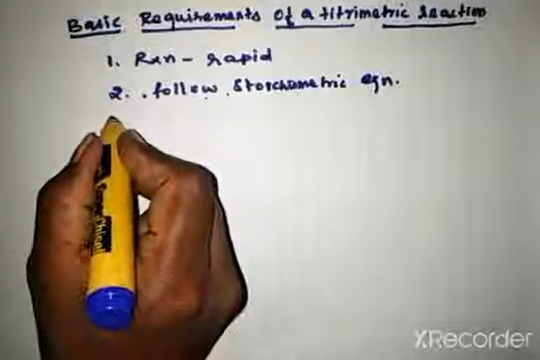 Basic Requirements of a titrimetric reaction
1. Rxn - rapid
2. . follow . Stoichiometric eqn.
XRecorder